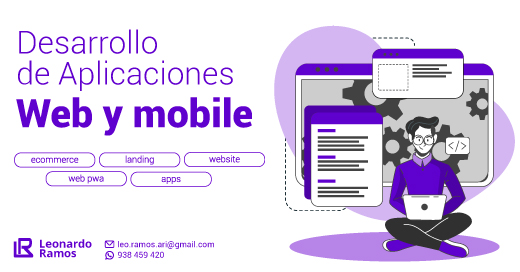 Desarrollo
de Aplicaciones
Web y mobile
ecommerce
landing
website
web pwa
apps
</>
LR Leonardo
Ramos
leo.ramos.ari@gmail.com
938 459 420